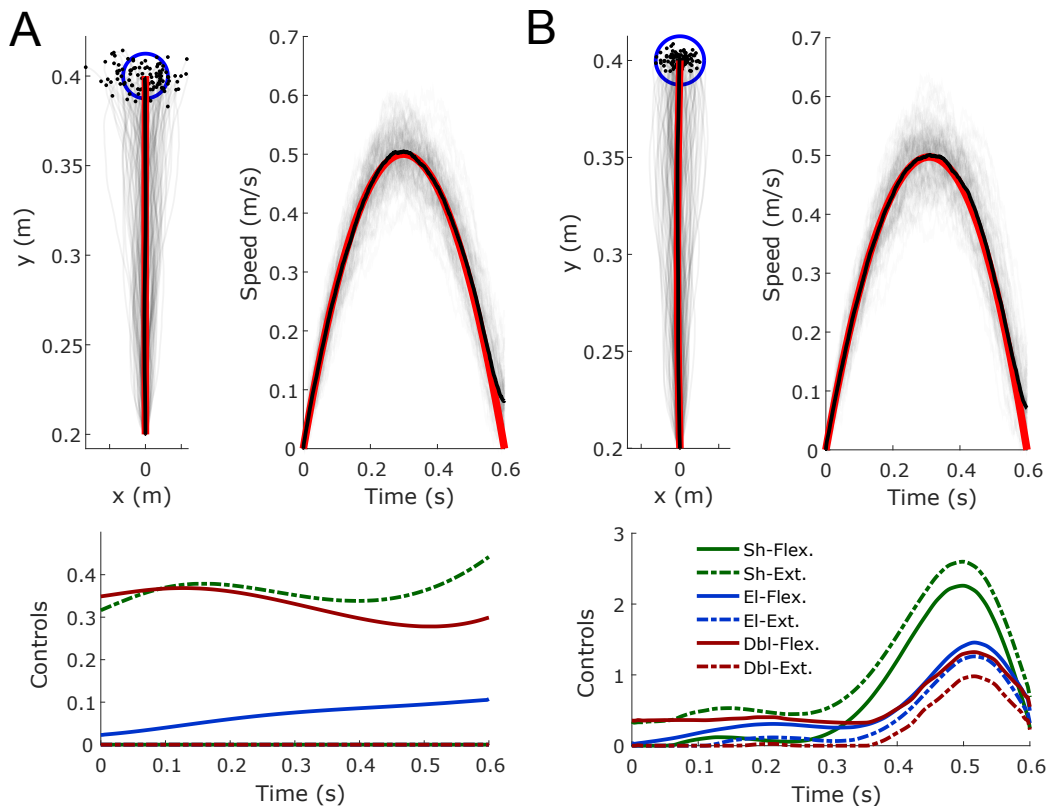 A
y (m)
0.4
0.35
0.3
0.25
0.2
0
x (m)
Speed (m/s)
0.7
0.6
0.5
0.4
0.3
0.2
0.1
0
0 0.2 0.4 0.6
Time (s)
B
y (m)
0.4
0.35
0.3
0.25
0.2
0
x (m)
Speed (m/s)
0.7
0.6
0.5
0.4
0.3
0.2
0.1
0
0 0.2 0.4 0.6
Time (s)
Controls
0.4
0.3
0.2
0.1
0
0 0.1 0.2 0.3 0.4 0.5 0.6
Time (s)
Controls
3
2
1
0
Sh-Flex.
Sh-Ext.
El-Flex.
El-Ext.
Dbl-Flex.
Dbl-Ext.
0 0.1 0.2 0.3 0.4 0.5 0.6
Time (s)